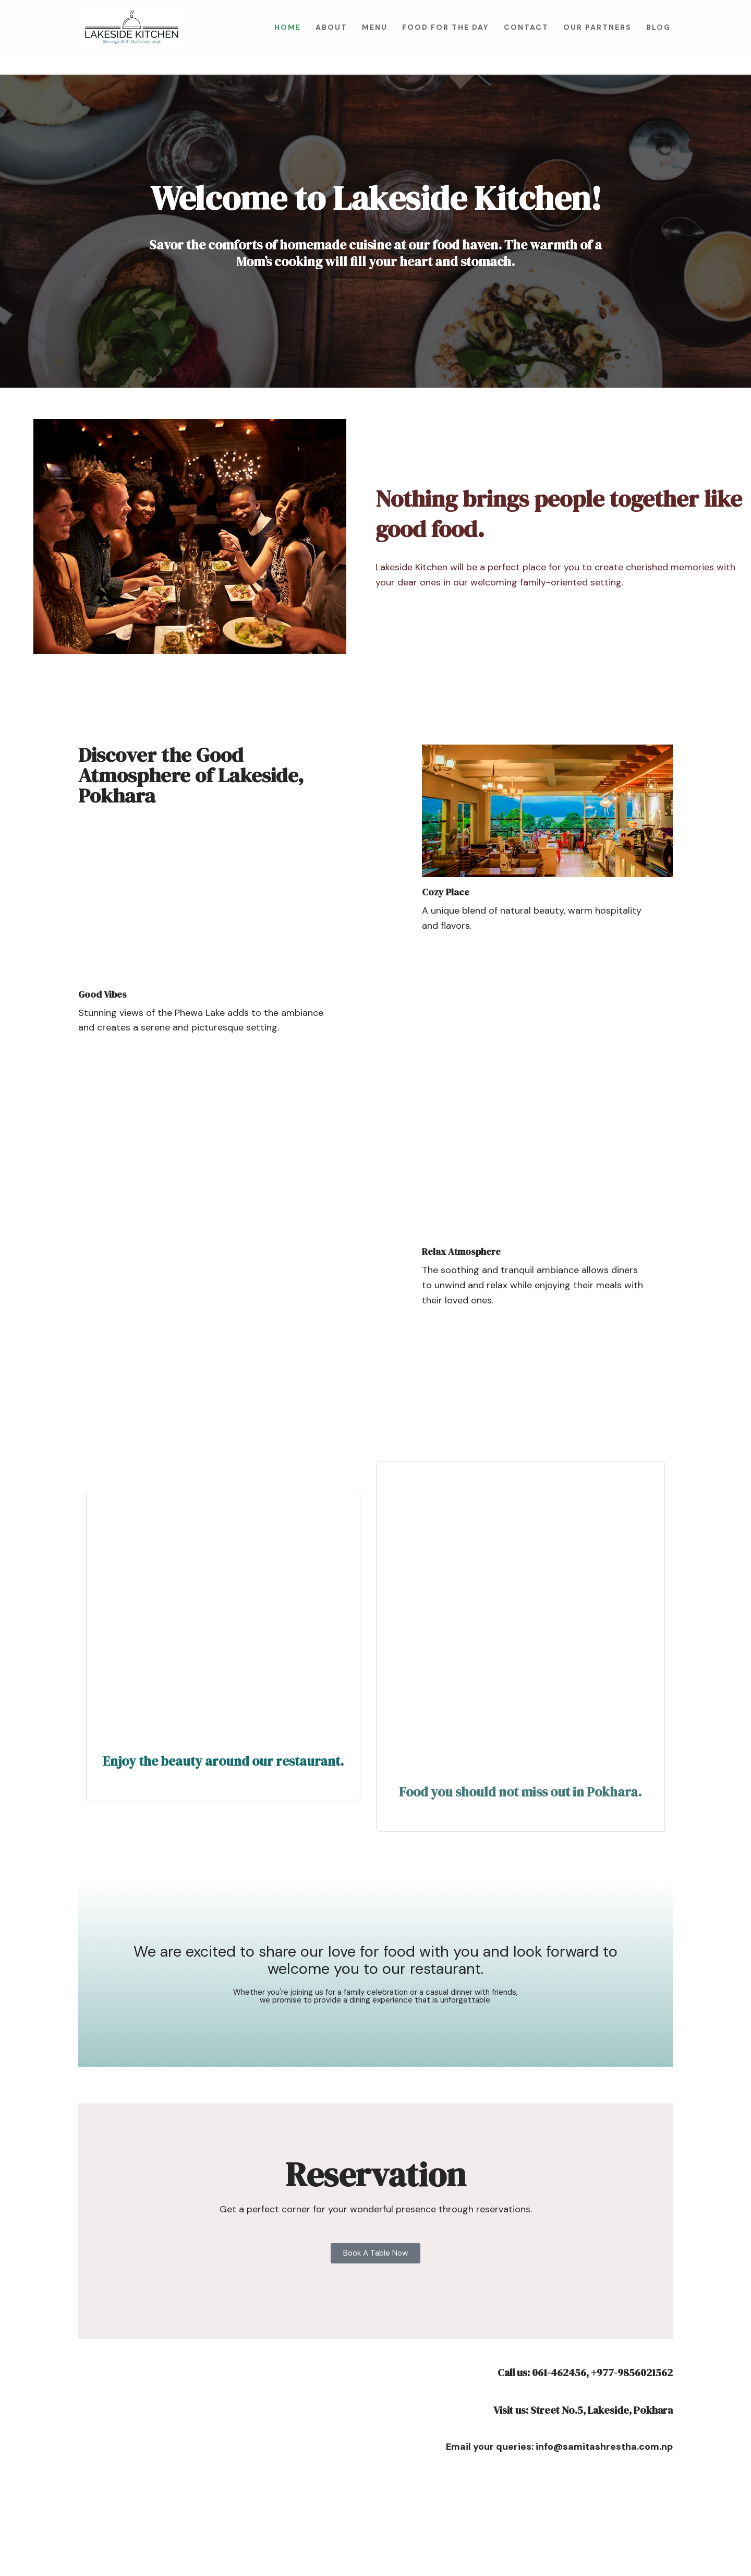 LAKESIDE KITCHEN
Servings With Mummy's Love
HOME ABOUT MENU FOOD FOR THE DAY CONTACT OUR PARTNERS BLOG
Welcome to Lakeside Kitchen!
Savor the comforts of homemade cuisine at our food haven. The warmth of a
Mom's cooking will fill your heart and stomach.
Nothing brings people together like
good food.
Lakeside Kitchen will be a perfect place for you to create cherished memories with
your dear ones in our welcoming family-oriented setting.
Discover the Good
Atmosphere of Lakeside,
Pokhara
Cozy Place
A unique blend of natural beauty, warm hospitality
and flavors.
Good Vibes
Stunning views of the Phewa Lake adds to the ambiance
and creates a serene and picturesque setting.
Relax Atmosphere
The soothing and tranquil ambiance allows diners
to unwind and relax while enjoying their meals with
their loved ones.
Enjoy the beauty around our restaurant.
Food you should not miss out in Pokhara.
We are excited to share our love for food with you and look forward to
welcome you to our restaurant.
Whether you're joining us for a family celebration or a casual dinner with friends,
we promise to provide a dining experience that is unforgettable.
Reservation
Get a perfect corner for your wonderful presence through reservations.
Book A Table Now
Call us: 061-462456, +977-9856021562
Visit us: Street No.5, Lakeside, Pokhara
Email your queries: info@samitashrestha.com.np